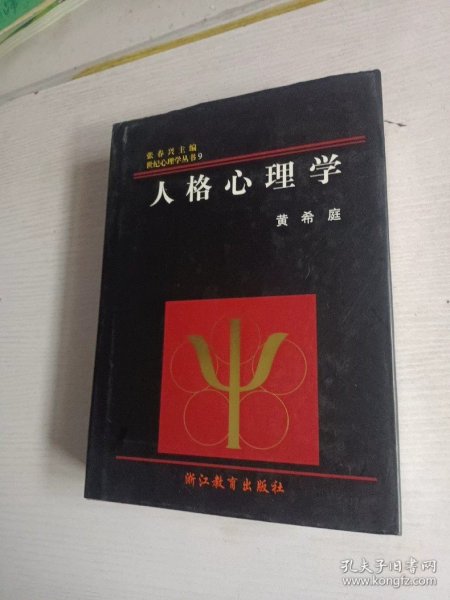 张春兴主编
世纪心理学丛书9
人格心理学
黄希庭
浙江教育出版社
孔夫子旧书网
www.kongfz.com